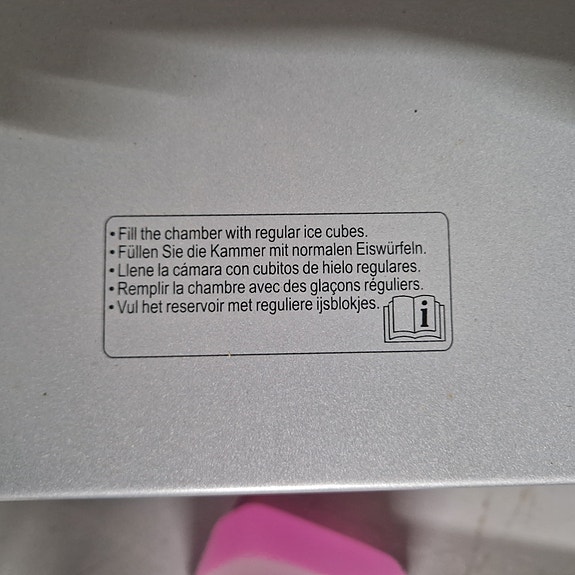 • Fill the chamber with regular ice cubes.
• Füllen Sie die Kammer mit normalen Eiswürfeln.
• Llene la cámara con cubitos de hielo regulares.
• Remplir la chambre avec des glaçons réguliers.
• Vul het reservoir met reguliere ijsblokjes.
i